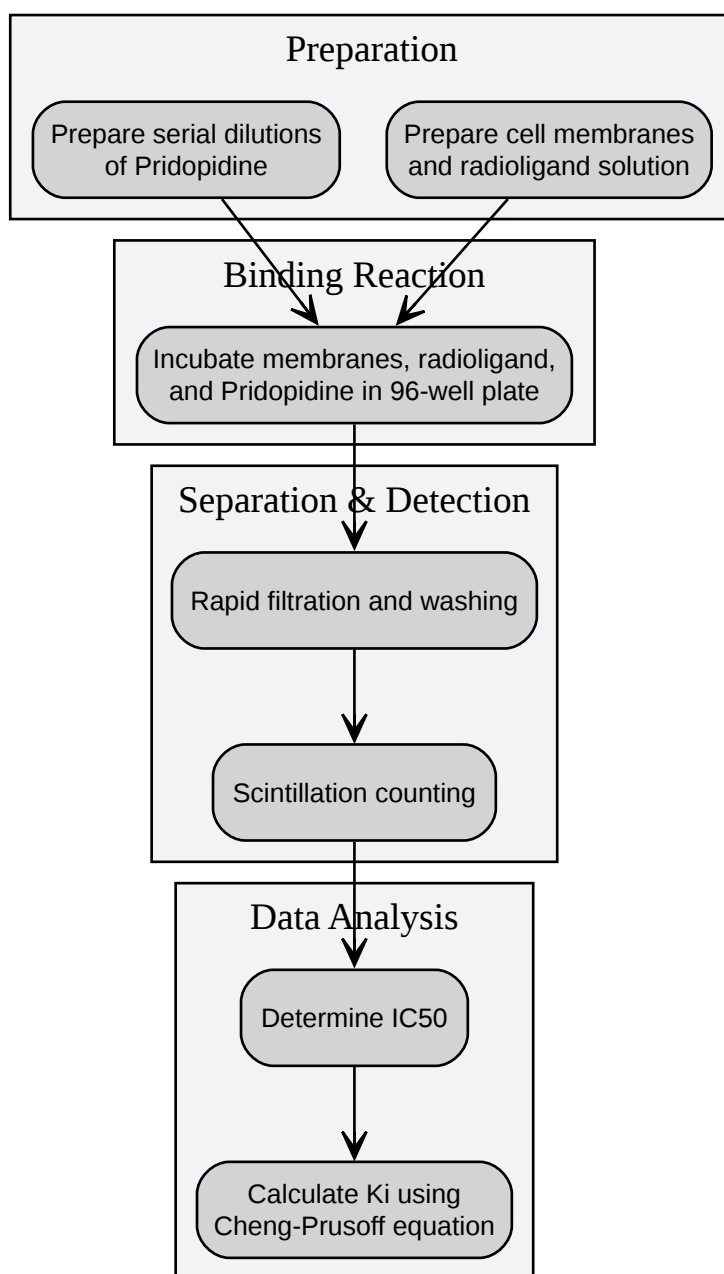 Preparation
Prepare serial dilutions
of Pridopidine
Prepare cell membranes
and radioligand solution
Binding Reaction
Incubate membranes, radioligand,
and Pridopidine in 96-well plate
Separation & Detection
Rapid filtration and washing
Scintillation counting
Data Analysis
Determine IC50
Calculate Ki using
Cheng-Prusoff equation